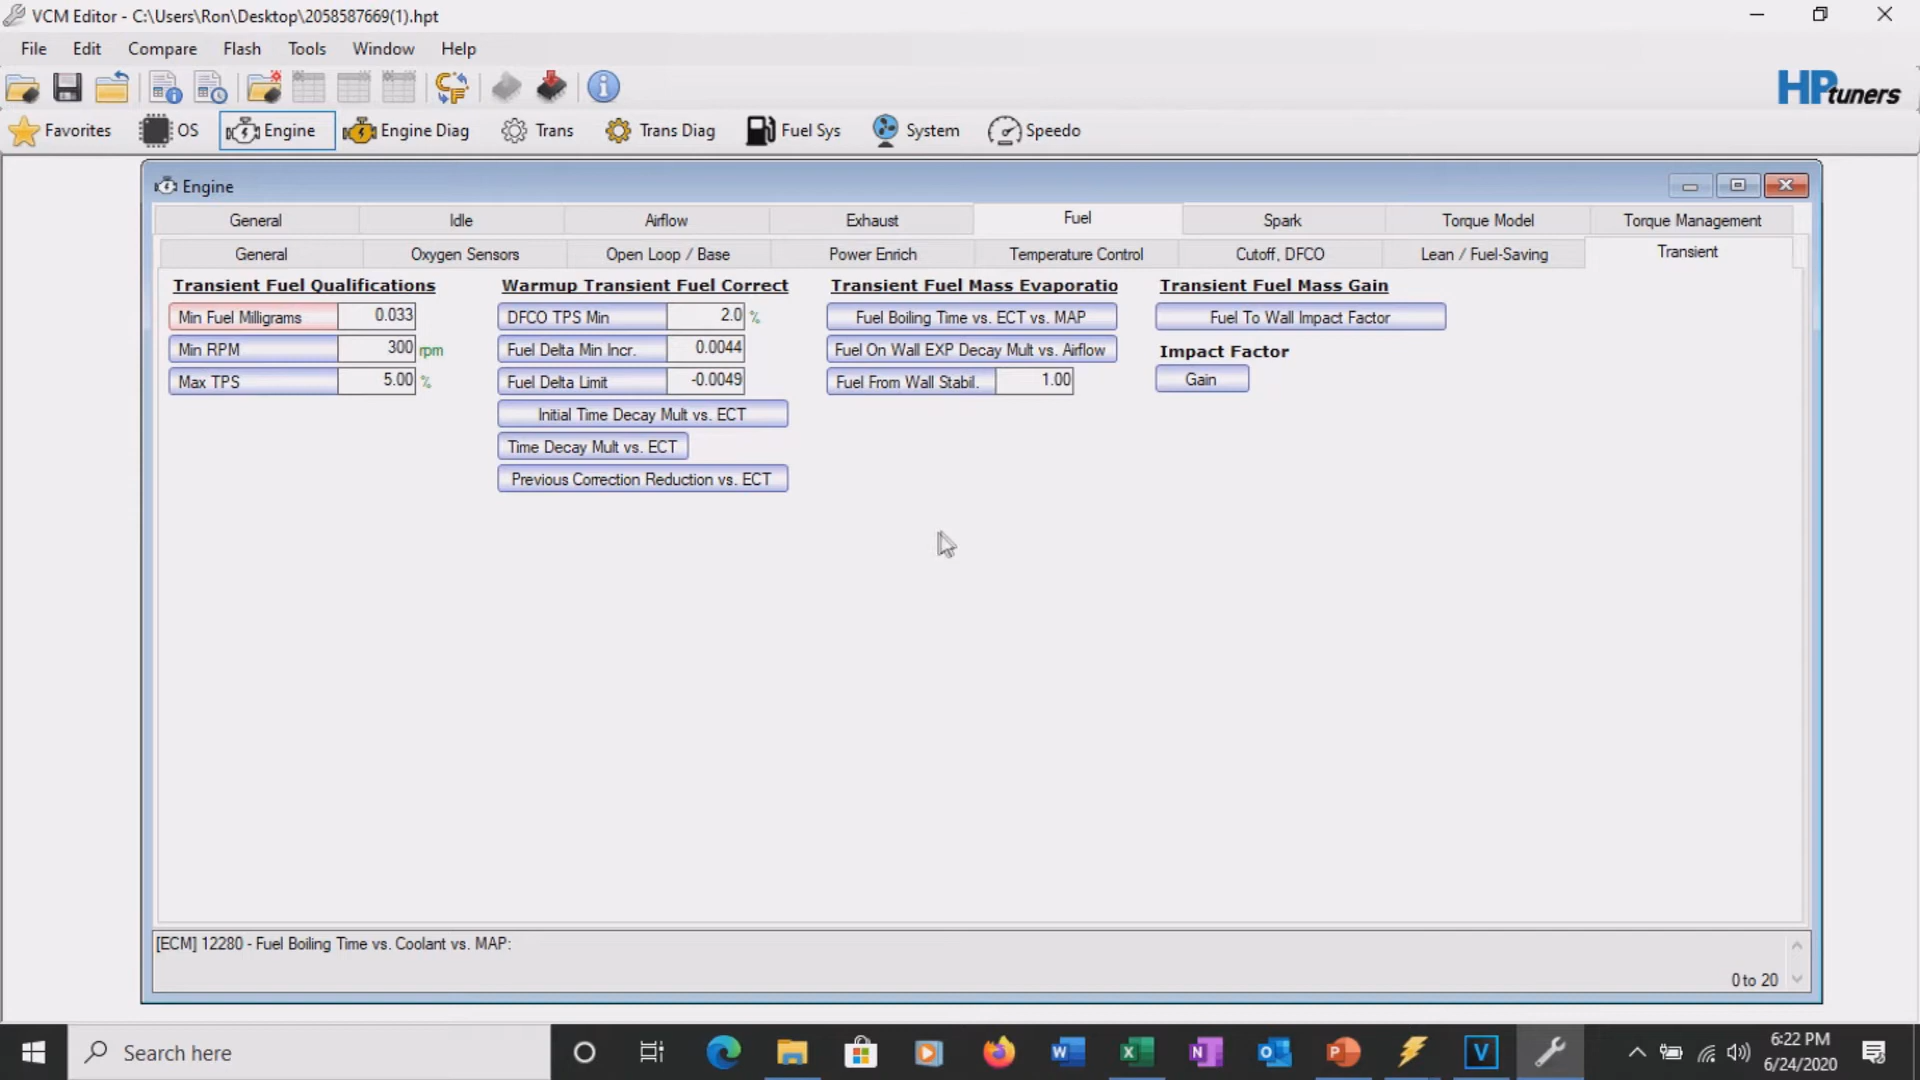 VCM Editor - C:\Users\Ron\Desktop\2058587669(1).hpt
File Edit Compare Flash Tools Window Help
HPtuners
Favorites OS Engine Engine Diag Trans Trans Diag Fuel Sys System Speedo
Engine
General Idle Airflow Exhaust Fuel Spark Torque Model Torque Management
General Oxygen Sensors Open Loop / Base Power Enrich Temperature Control Cutoff, DFCO Lean / Fuel-Saving Transient
Transient Fuel Qualifications Warmup Transient Fuel Correct Transient Fuel Mass Evaporatio Transient Fuel Mass Gain
Min Fuel Milligrams 0.033 DFCO TPS Min 2.0 % Fuel Boiling Time vs. ECT vs. MAP Fuel To Wall Impact Factor
Min RPM 300 rpm Fuel Delta Min Incr. 0.0044 Fuel On Wall EXP Decay Mult vs. Airflow Impact Factor
Max TPS 5.00 % Fuel Delta Limit -0.0049 Fuel From Wall Stabil. 1.00 Gain
Initial Time Decay Mult vs. ECT
Time Decay Mult vs. ECT
Previous Correction Reduction vs. ECT
[ECM] 12280 - Fuel Boiling Time vs. Coolant vs. MAP:
0 to 20
Search here
6:22 PM
6/24/2020